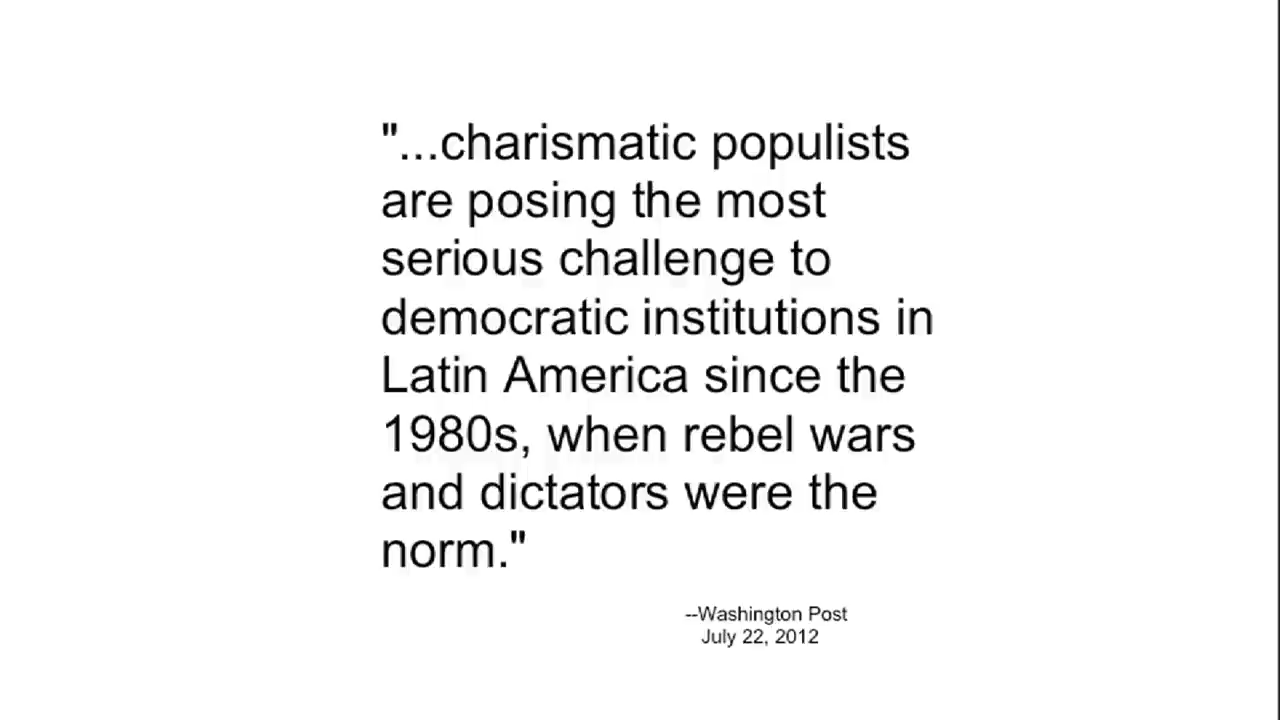 "...charismatic populists
are posing the most
serious challenge to
democratic institutions in
Latin America since the
1980s, when rebel wars
and dictators were the
norm."
--Washington Post
July 22, 2012